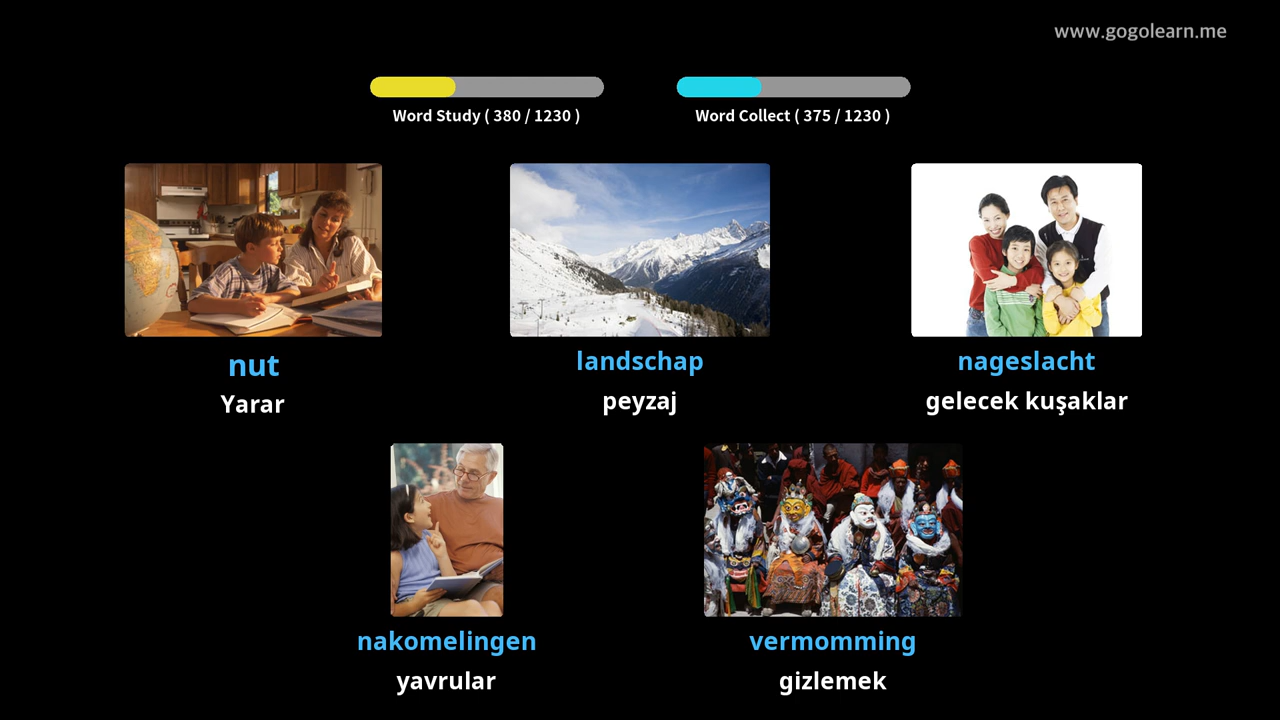 www.gogolearn.me
Word Study ( 380 / 1230 )
Word Collect ( 375 / 1230 )
nut
Yarar
landschap
peyzaj
nageslacht
gelecek kuşaklar
nakomelingen
yavrular
vermomming
gizlemek